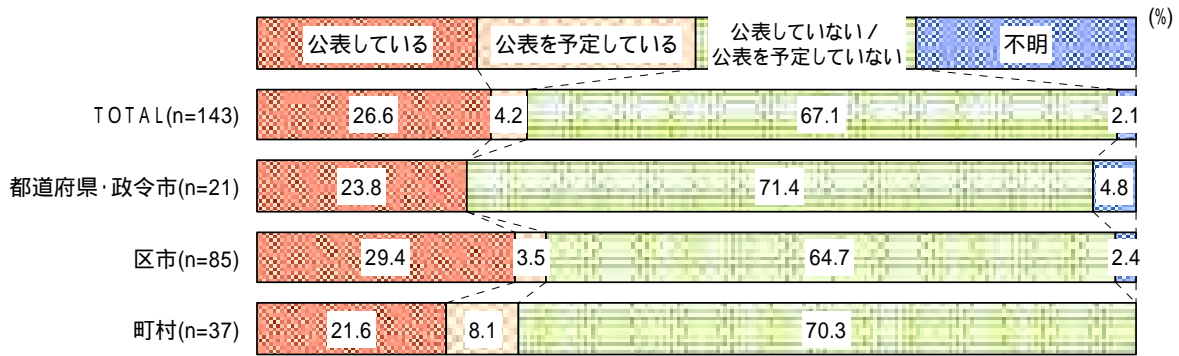 (%)
公表している
公表を予定している
公表していない /
公表を予定していない
不明
TOTAL(n=143)
26.6
4.2
67.1
2.1
都道府県･政令市(n=21)
23.8
71.4
4.8
区市(n=85)
29.4
3.5
64.7
2.4
町村(n=37)
21.6
8.1
70.3